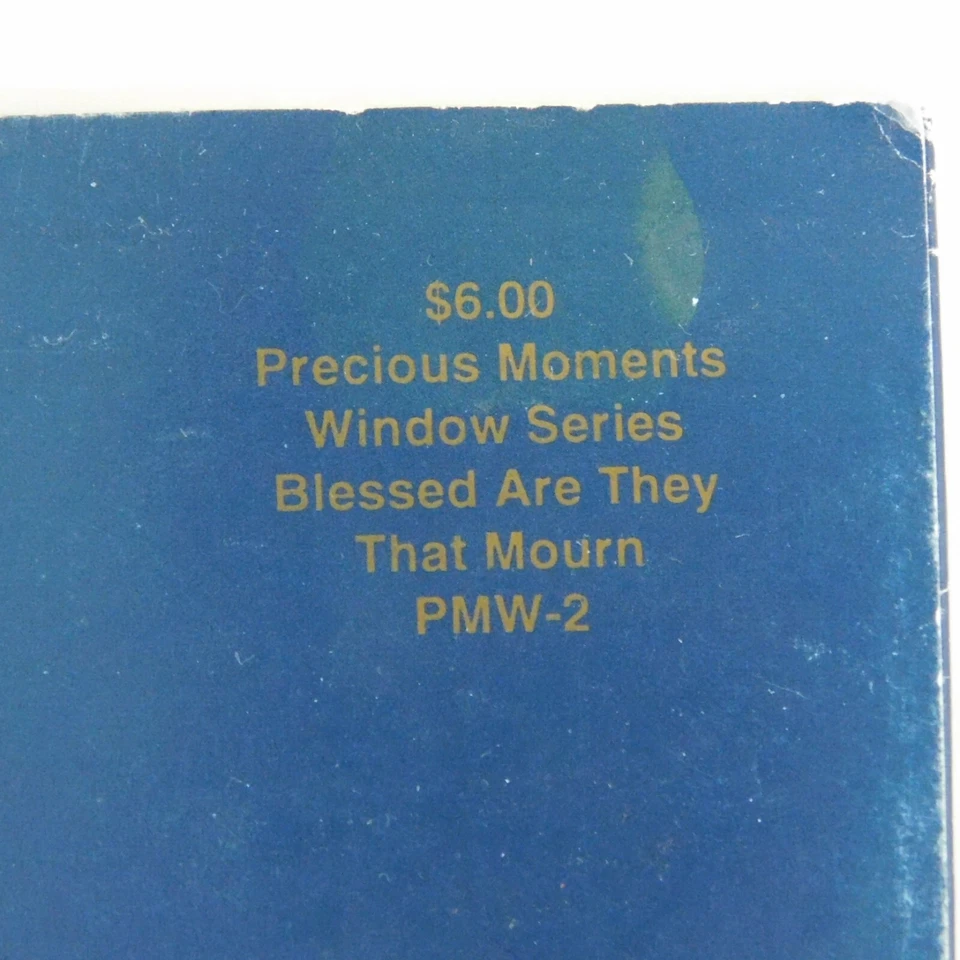 $6.00
Precious Moments
Window Series
Blessed Are They
That Mourn
PMW-2